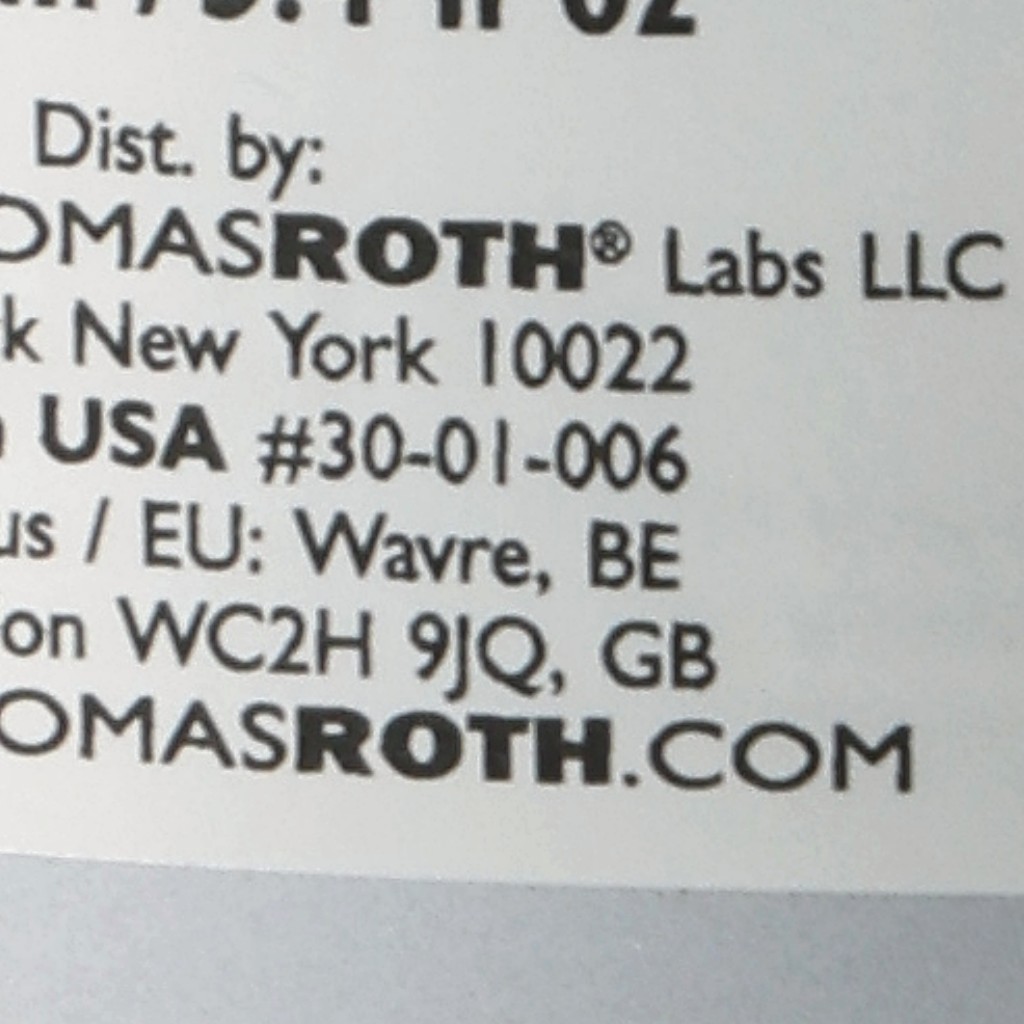 Dist. by:
OMASROTH® Labs LLC
k New York 10022
USA #30-01-006
us / EU: Wavre, BE
on WC2H 9JQ, GB
OMASROTH.COM